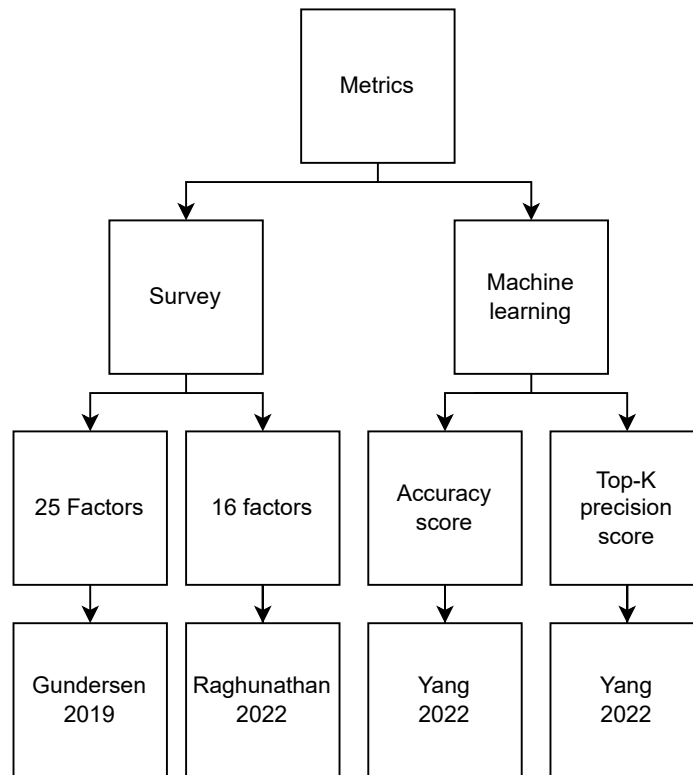 Metrics
Survey
Machine
learning
25 Factors
16 factors
Accuracy
score
Top-K
precision
score
Gundersen
2019
Raghunathan
2022
Yang
2022
Yang
2022